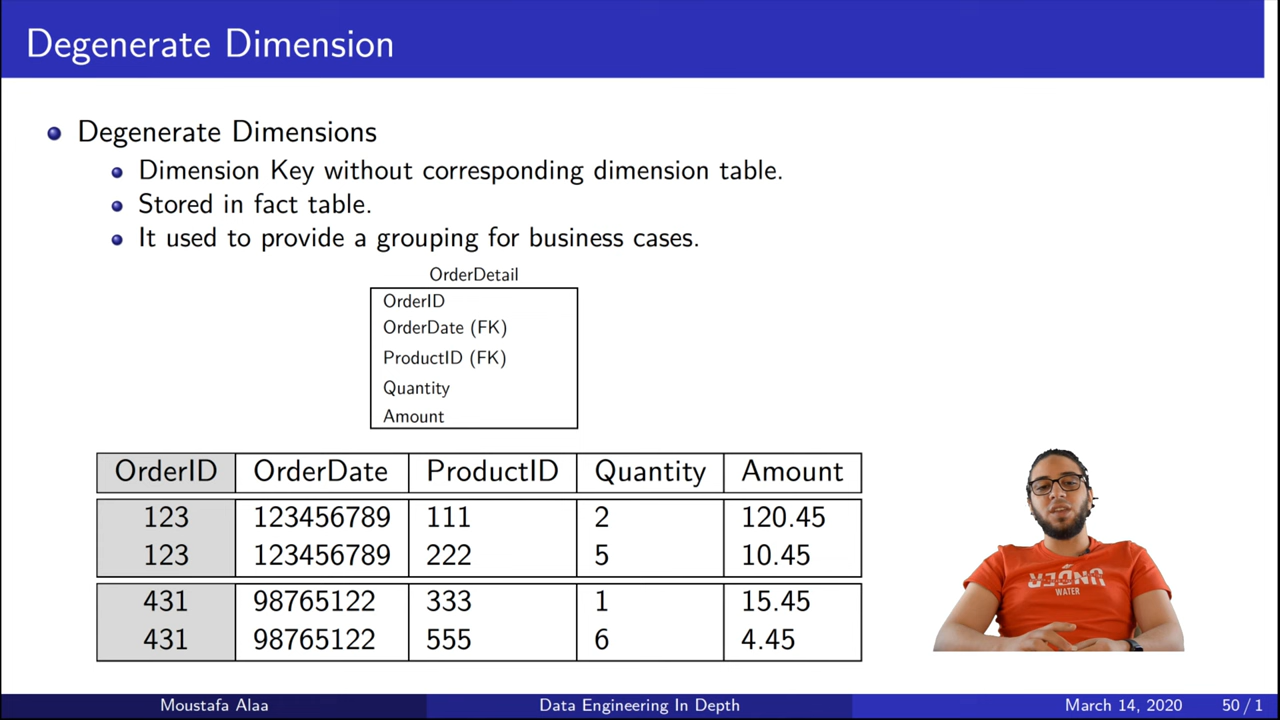 Degenerate Dimension
Degenerate Dimensions
Dimension Key without corresponding dimension table.
Stored in fact table.
It used to provide a grouping for business cases.
OrderDetail
OrderID
OrderDate (FK)
ProductID (FK)
Quantity
Amount
OrderID OrderDate ProductID Quantity Amount
123 123456789 111 2 120.45
123 123456789 222 5 10.45
431 98765122 333 1 15.45
431 98765122 555 6 4.45
UNDER
WATER
Moustafa Alaa Data Engineering In Depth March 14, 2020 50 / 1